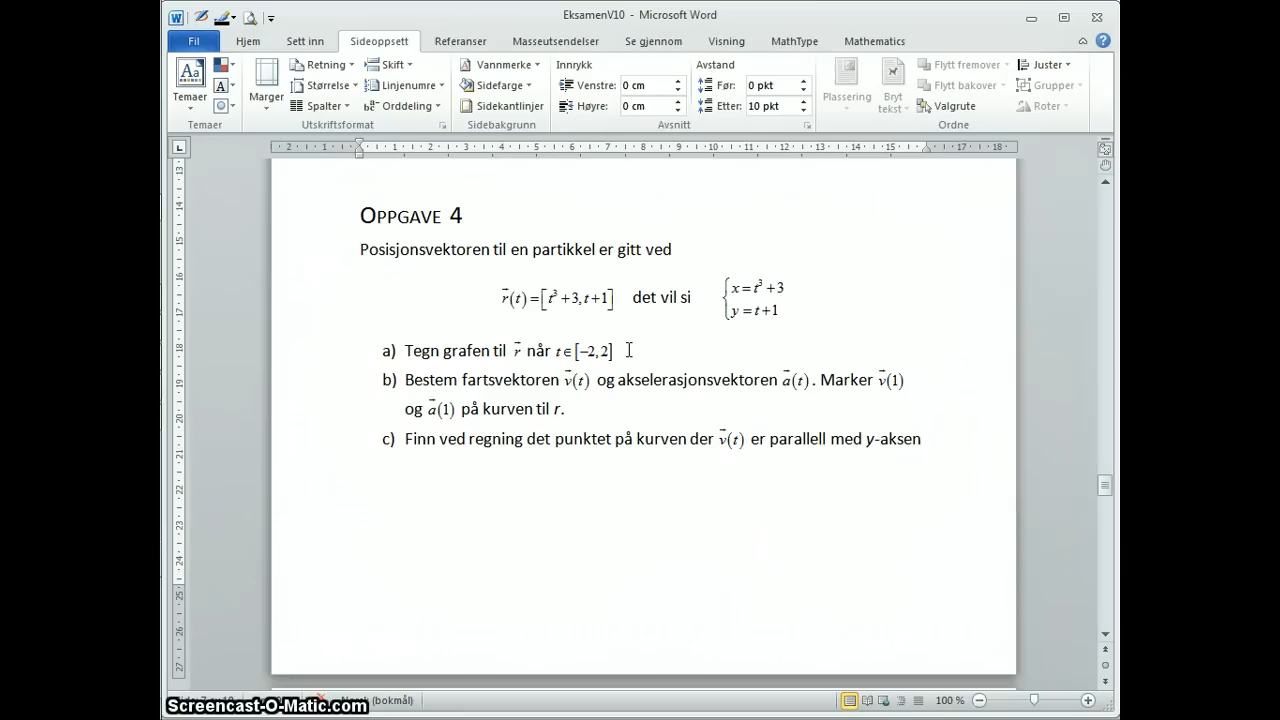 EksamenV10 - Microsoft Word
Fil Hjem Sett inn Sideoppsett Referanser Masseutsendelser Se gjennom Visning MathType Mathematics
Temaer
Temaer
Marger
Retning
Størrelse
Spalter
Skift
Linjenumre
Orddeling
Utskriftsformat
Vannmerke
Sidefarge
Sidekantlinjer
Sidebakgrunn
Innrykk
Venstre: 0 cm
Høyre: 0 cm
Avstand
Før: 0 pkt
Etter: 10 pkt
Avsnitt
Plassering
Bryt tekst
Flytt fremover
Flytt bakover
Valgrute
Juster
Grupper
Roter
Ordne
OPPGAVE 4
Posisjonsvektoren til en partikkel er gitt ved
r⃗(t) = [t³ + 3, t + 1] det vil si { x = t³ + 3
y = t + 1
a) Tegn grafen til r⃗ når t ∈ [−2, 2]
b) Bestem fartsvektoren v⃗(t) og akselerasjonsvektoren a⃗(t). Marker v⃗(1)
og a⃗(1) på kurven til r.
c) Finn ved regning det punktet på kurven der v⃗(t) er parallell med y-aksen
Norsk (bokmål)
100 %
Screencast-O-Matic.com